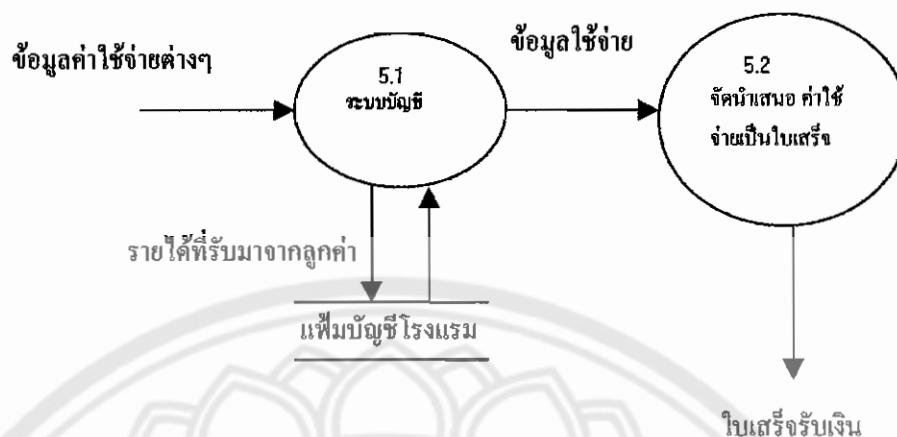 ข้อมูลค่าใช้จ่ายต่างๆ
5.1
ระบบบัญชี
ข้อมูลใช้จ่าย
5.2
จัดนำเสนอ ค่าใช้
จ่ายเป็นใบเสร็จ
รายได้ที่รับมาจากลูกค่า
แฟ้มบัญชีโรงแรม
ใบเสร็จรับเงิน